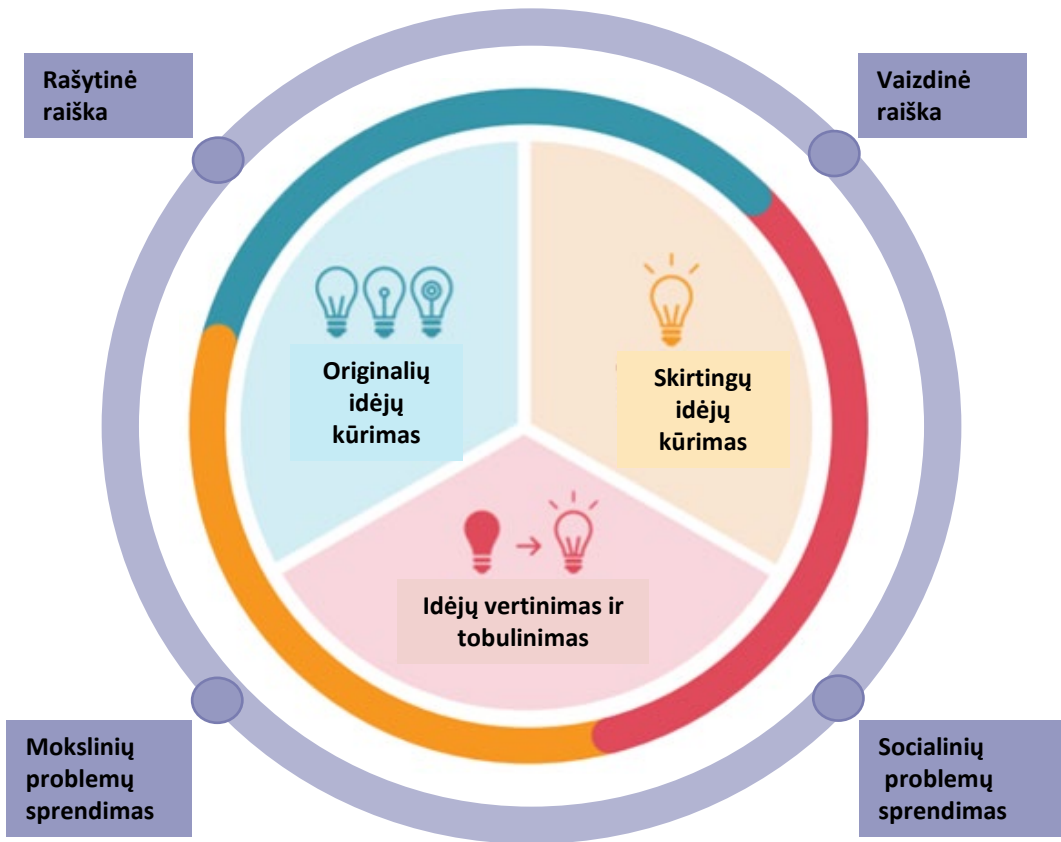 Rašytinė
raiška
Vaizdinė
raiška
Originalių
idėjų
kūrimas
Skirtingų
idėjų
kūrimas
Idėjų vertinimas ir
tobulinimas
Mokslinių
problemų
sprendimas
Socialinių
problemų
sprendimas